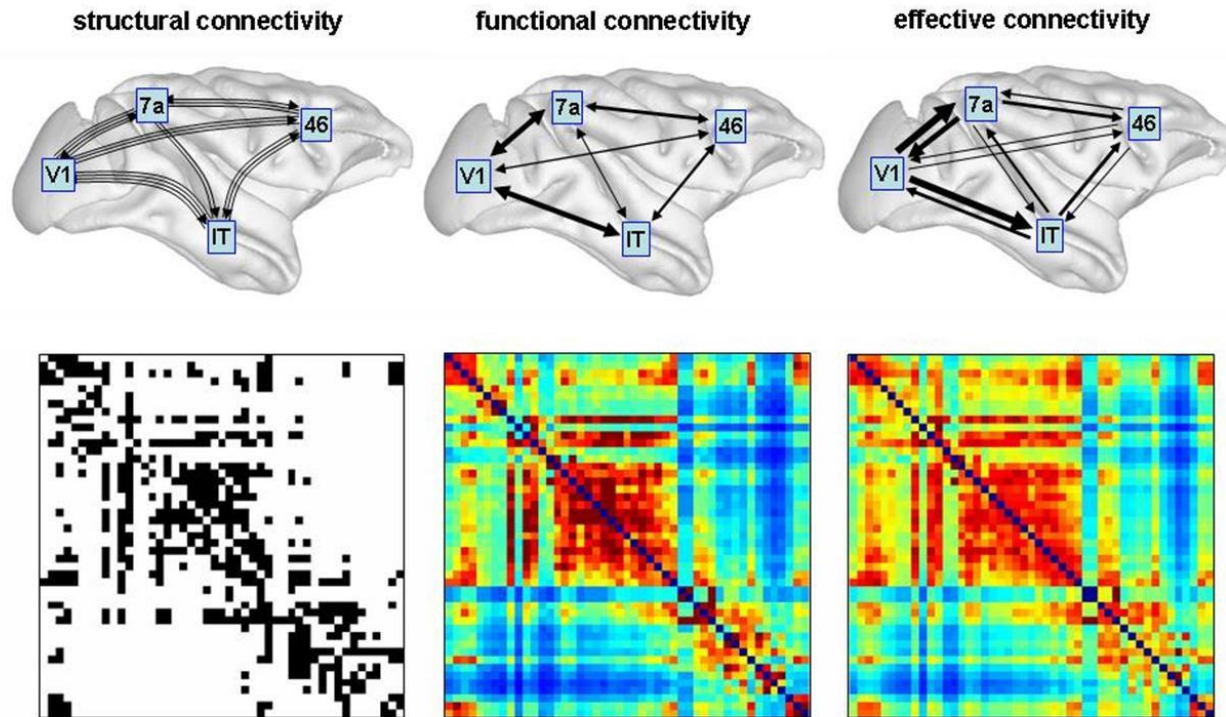 structural connectivity
functional connectivity
effective connectivity
7a
46
V1
IT
7a
46
V1
IT
7a
46
V1
IT